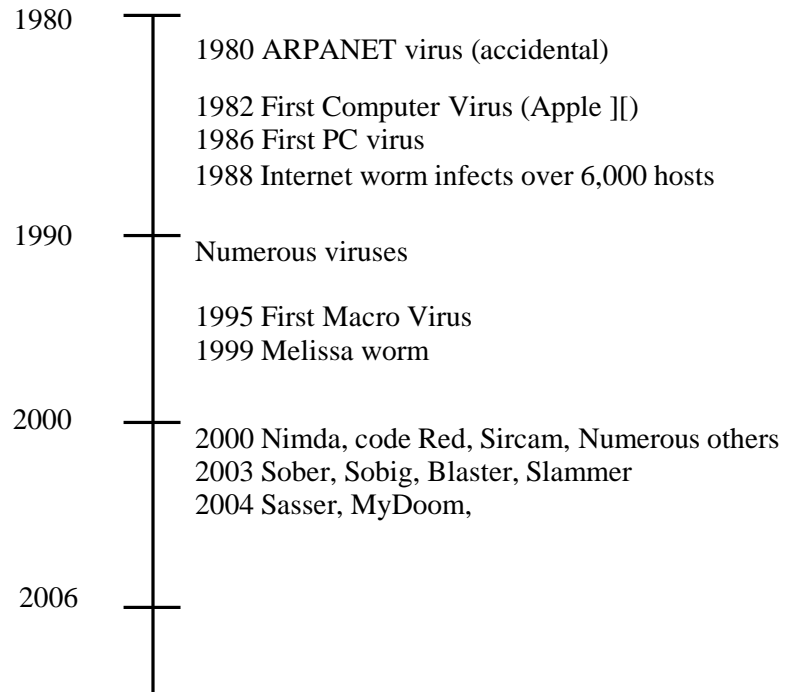 1980
1980 ARPANET virus (accidental)
1982 First Computer Virus (Apple ][)
1986 First PC virus
1988 Internet worm infects over 6,000 hosts
1990
Numerous viruses
1995 First Macro Virus
1999 Melissa worm
2000
2000 Nimda, code Red, Sircam, Numerous others
2003 Sober, Sobig, Blaster, Slammer
2004 Sasser, MyDoom,
2006